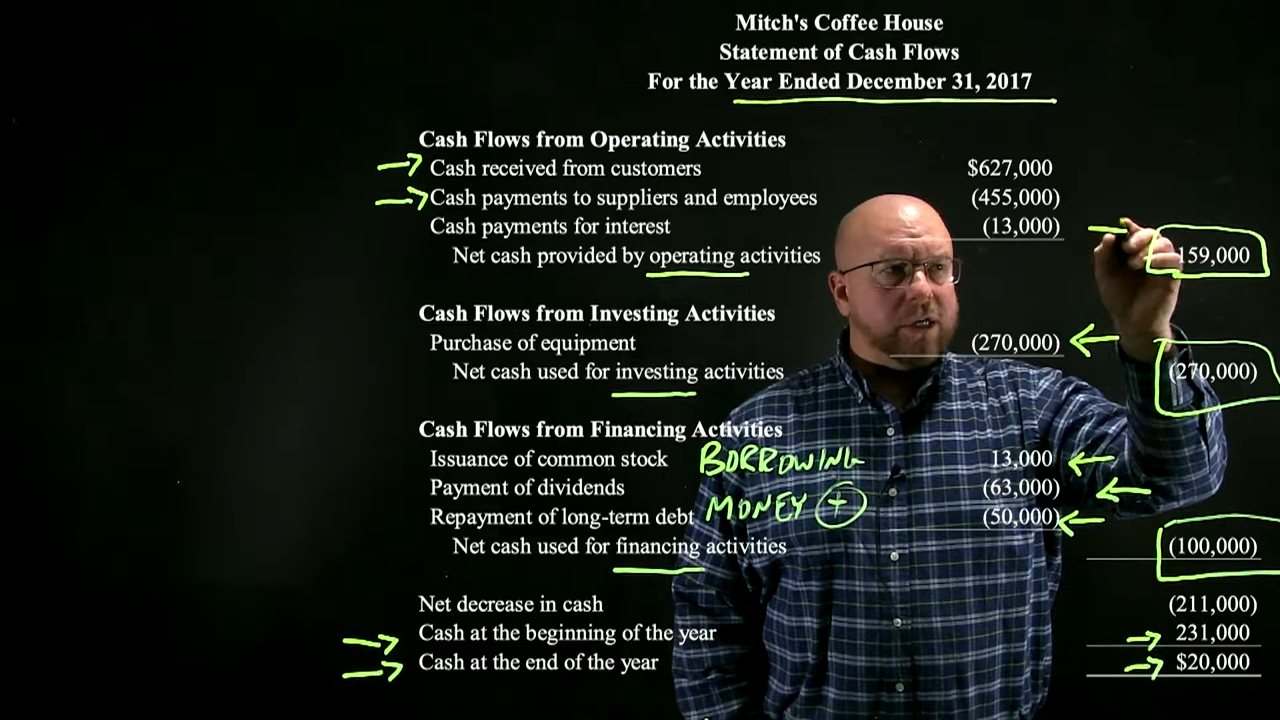 Mitch's Coffee House
Statement of Cash Flows
For the Year Ended December 31, 2017
Cash Flows from Operating Activities
Cash received from customers $627,000
Cash payments to suppliers and employees (455,000)
Cash payments for interest (13,000)
Net cash provided by operating activities 159,000
Cash Flows from Investing Activities
Purchase of equipment (270,000)
Net cash used for investing activities (270,000)
Cash Flows from Financing Activities
Issuance of common stock BORROWING 13,000
Payment of dividends MONEY + (63,000)
Repayment of long-term debt (50,000)
Net cash used for financing activities (100,000)
Net decrease in cash (211,000)
Cash at the beginning of the year 231,000
Cash at the end of the year $20,000